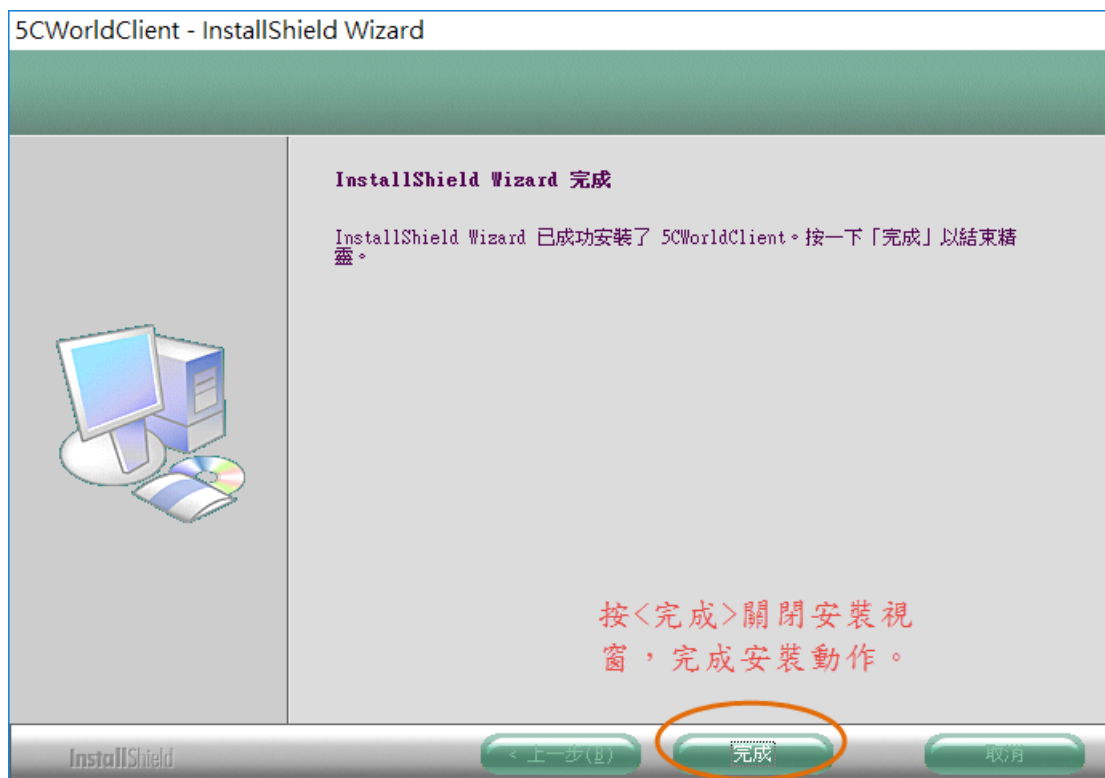 5CWorldClient - InstallShield Wizard
InstallShield Wizard 完成
InstallShield Wizard 已成功安裝了 5CWorldClient。按一下「完成」以結束精
靈。
按<完成>關閉安裝視
窗，完成安裝動作。
InstallShield
< 上一步(B)
完成
取消